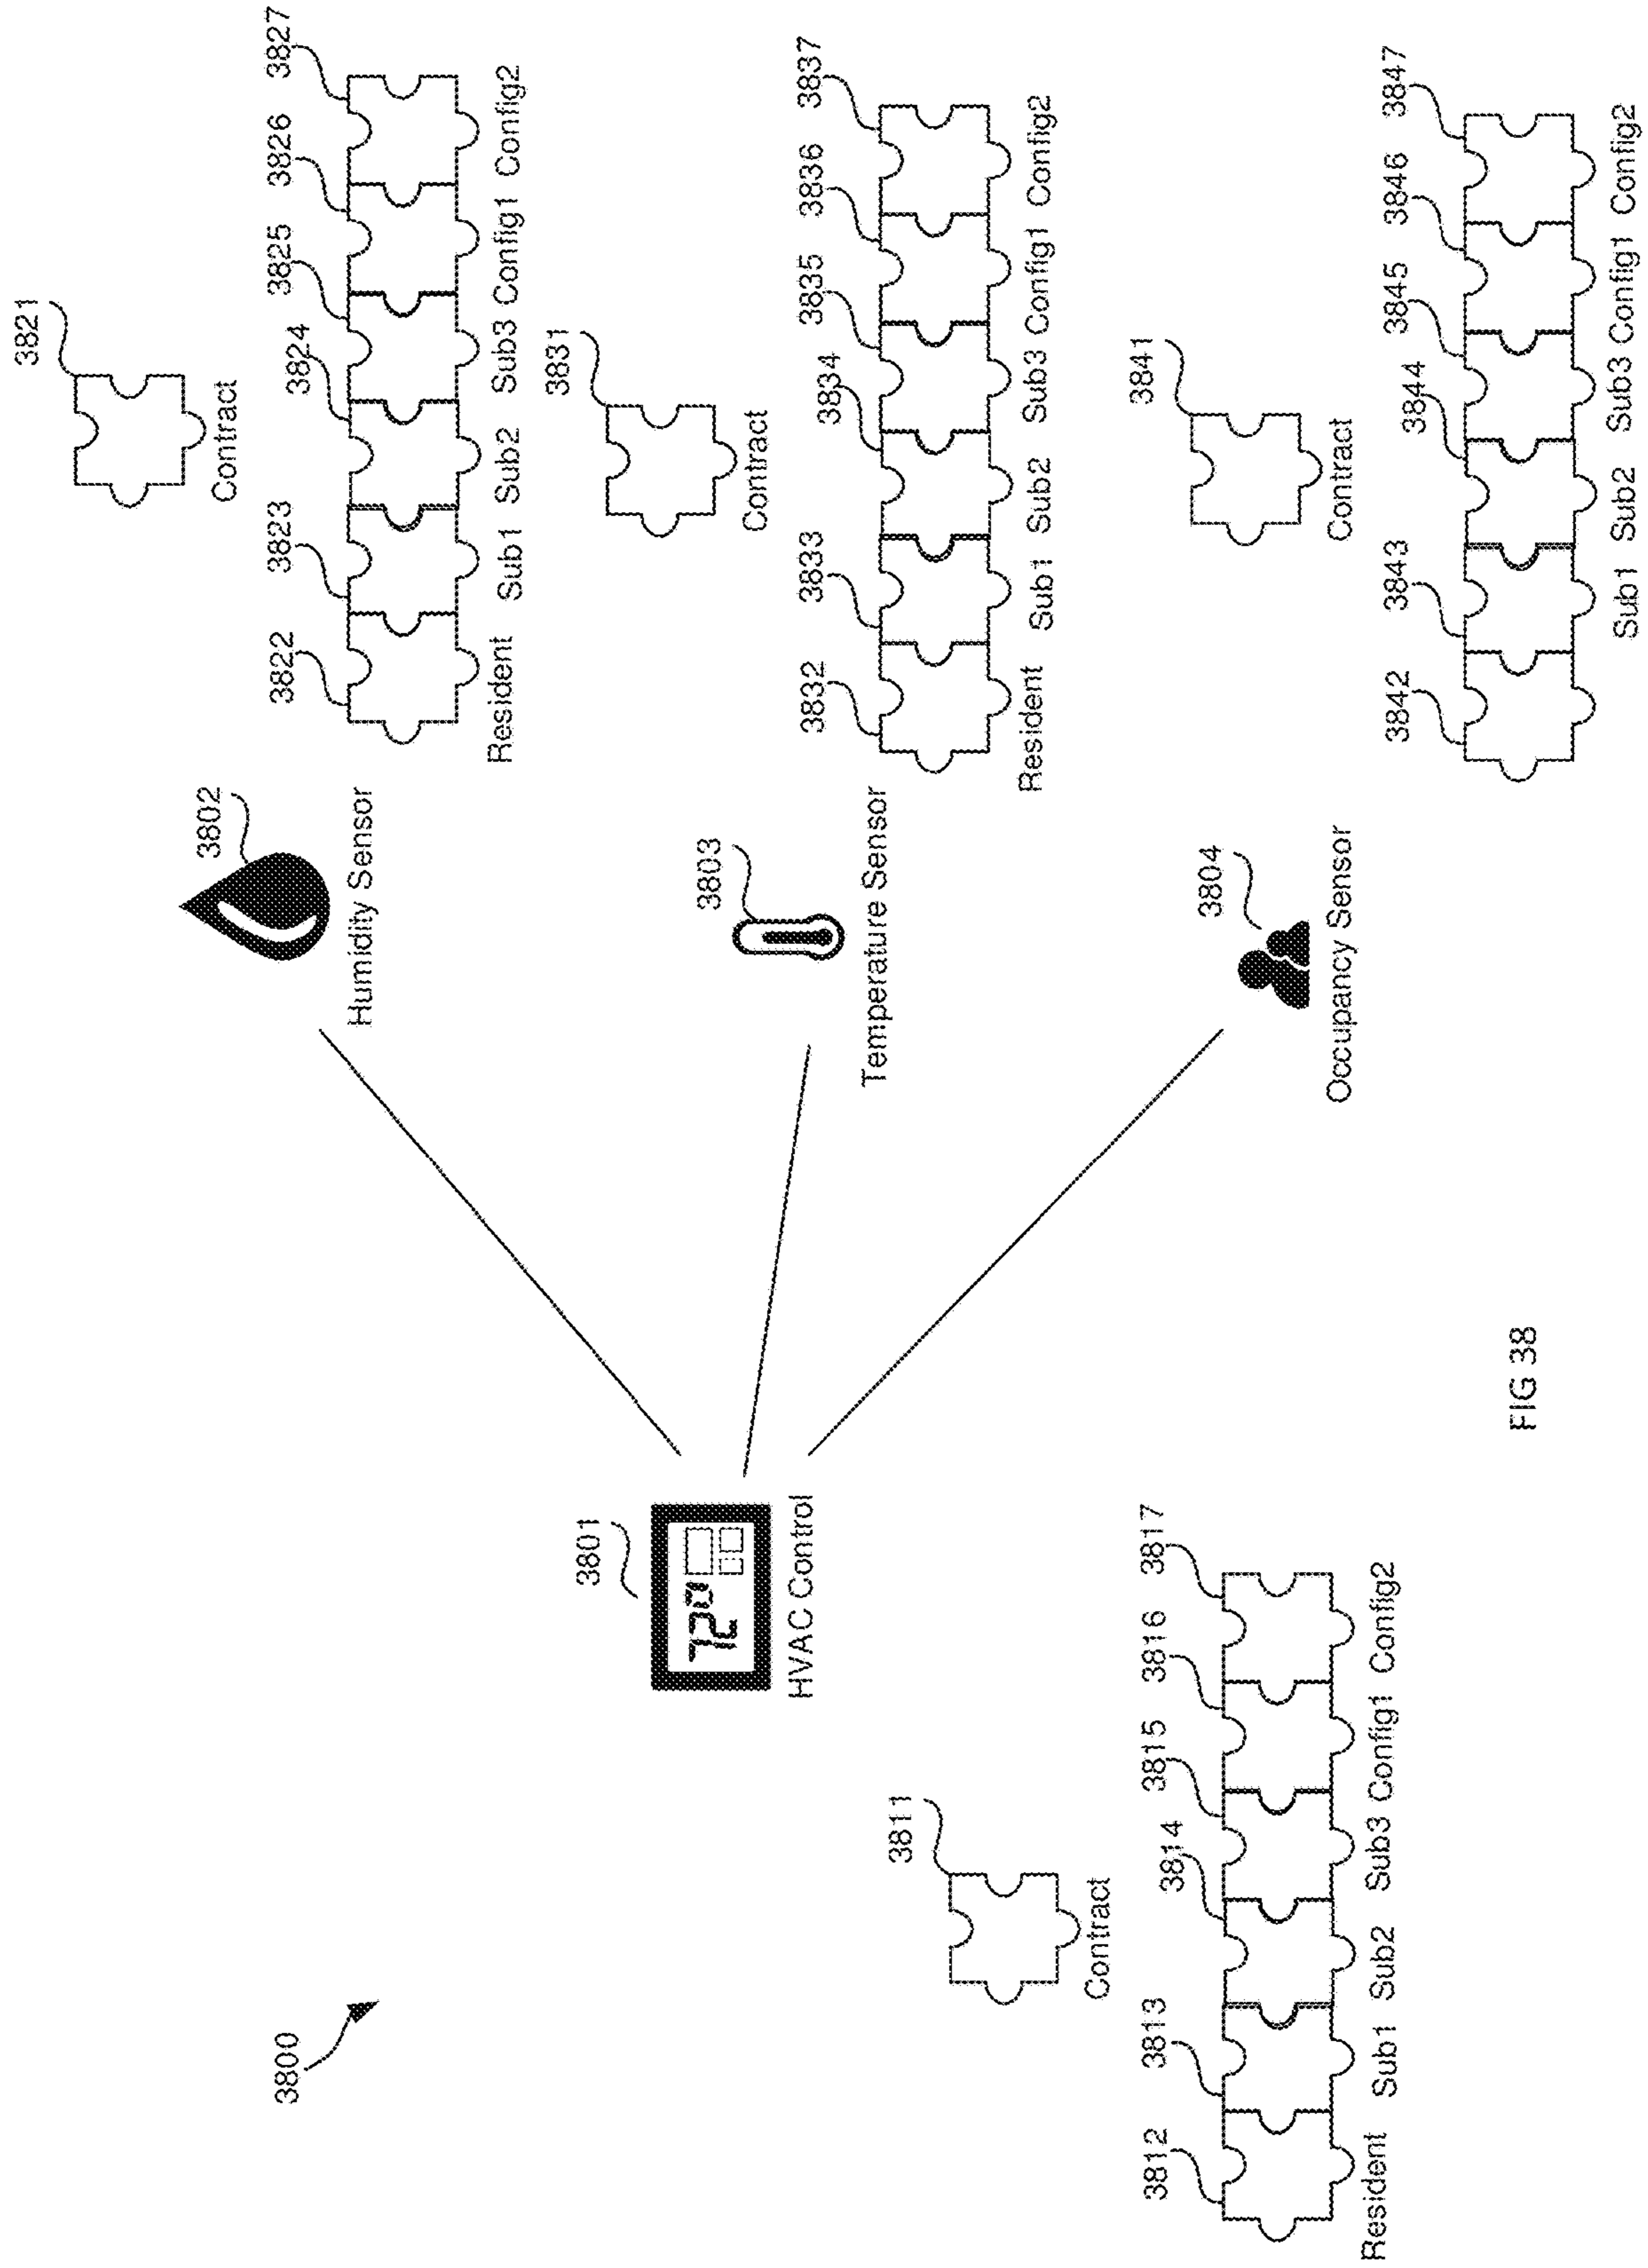 3800
3801
72°
HVAC Control
3811
Contract
3812 3813 3814 3815 3816 3817
Resident Sub1 Sub2 Sub3 Config1 Config2
3802
Humidity Sensor
3821
Contract
3822 3823 3824 3825 3826 3827
Resident Sub1 Sub2 Sub3 Config1 Config2
3803
Temperature Sensor
3831
Contract
3832 3833 3834 3835 3836 3837
Resident Sub1 Sub2 Sub3 Config1 Config2
3804
Occupancy Sensor
3841
Contract
3842 3843 3844 3845 3846 3847
Sub1 Sub2 Sub3 Config1 Config2
FIG 38